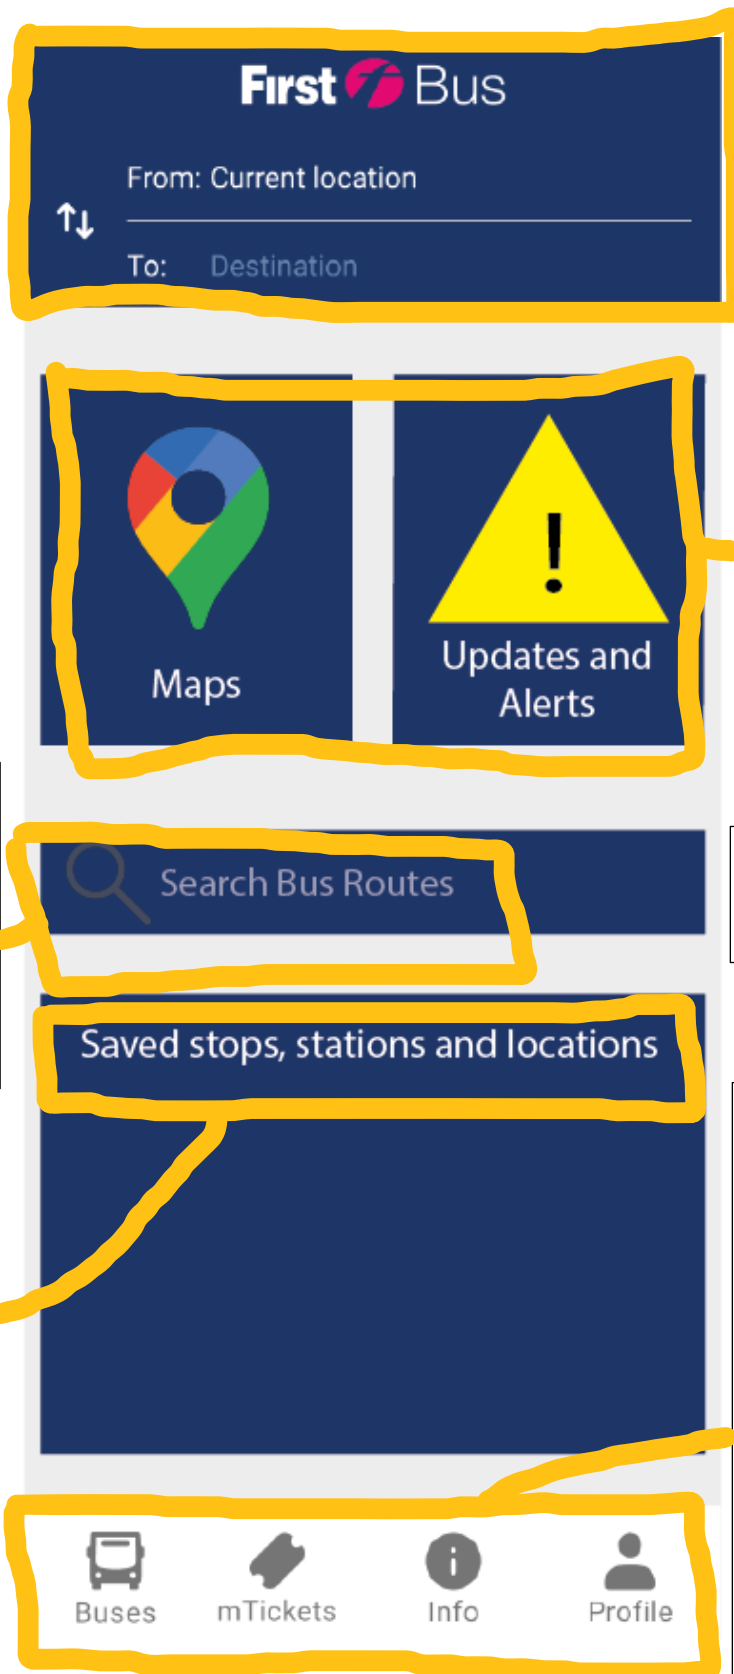 First Bus
From: Current location
To: Destination
Maps
Updates and
Alerts
!
Search Bus Routes
Saved stops, stations and locations
Buses mTickets Info Profile